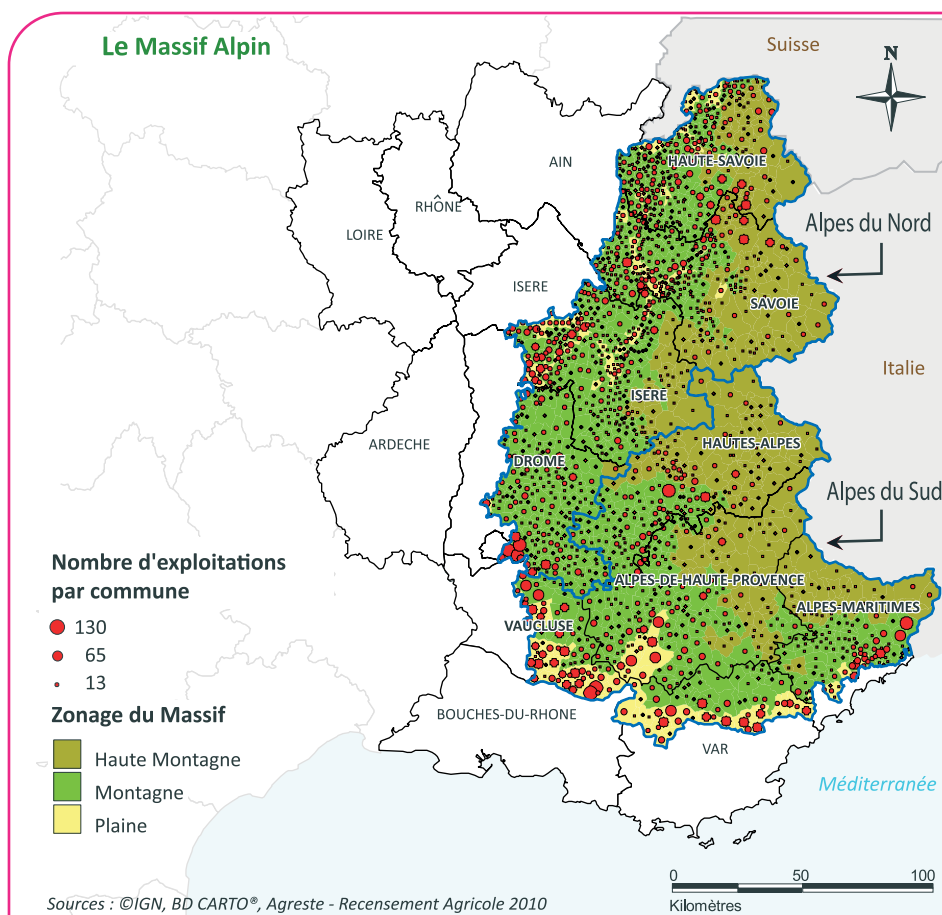 Le Massif Alpin
Suisse
N
AIN
HAUTE-SAVOIE
RHÔNE
LOIRE
Alpes du Nord
ISERE
SAVOIE
Italie
ISERE
ARDECHE
HAUTES-ALPES
DROME
Alpes du Sud
Nombre d'exploitations
par commune
130
65
13
ALPES-DE-HAUTE-PROVENCE
ALPES-MARITIMES
VAUCLUSE
Zonage du Massif
Haute Montagne
Montagne
Plaine
BOUCHES-DU-RHONE
VAR
Méditerranée
0 50 100
Kilomètres
Sources : ©IGN, BD CARTO®, Agreste - Recensement Agricole 2010